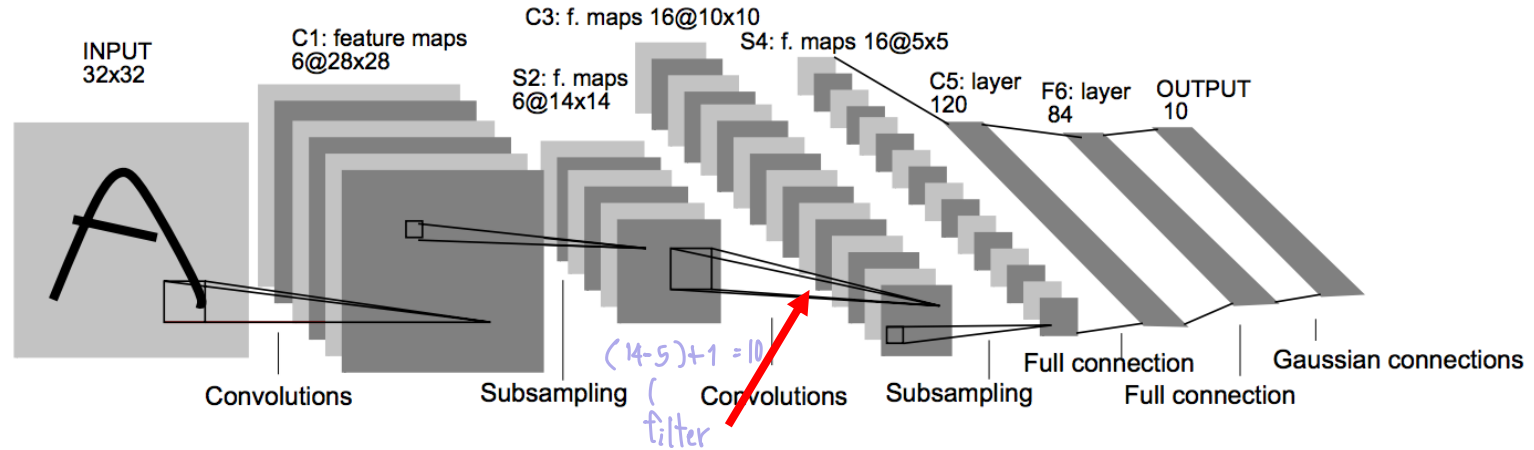 INPUT
32x32
C1: feature maps
6@28x28
S2: f. maps
6@14x14
C3: f. maps 16@10x10
S4: f. maps 16@5x5
C5: layer
120
F6: layer
84
OUTPUT
10
(14-5)+1 = 10
filter
Convolutions
Subsampling
Convolutions
Subsampling
Full connection
Full connection
Gaussian connections